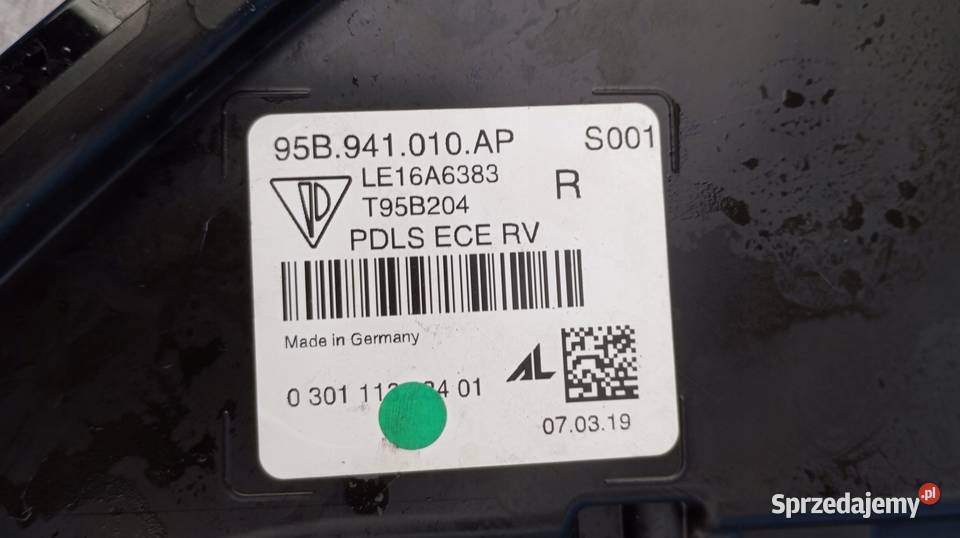 95B.941.010.AP S001
LE16A6383
R
T95B204
PDLS ECE RV
Made in Germany
AL
0 301 01
07.03.19
Sprzedajemy.pl